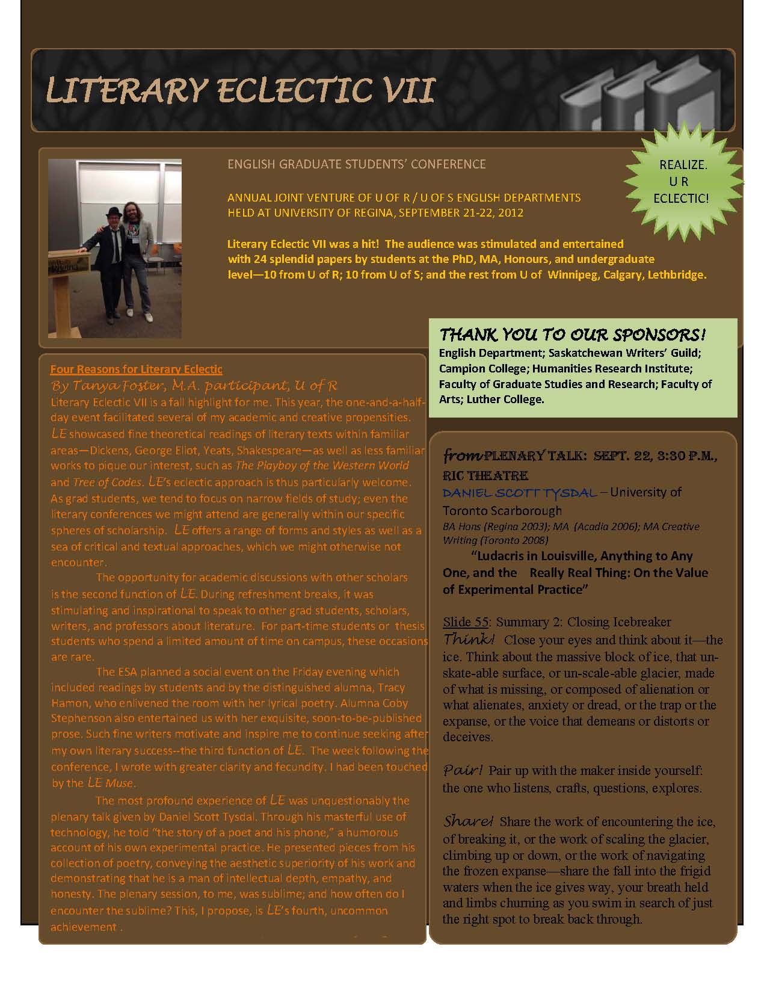 LITERARY ECLECTIC VII
REALIZE.
U R
ECLECTIC!
ENGLISH GRADUATE STUDENTS’ CONFERENCE
ANNUAL JOINT VENTURE OF U OF R / U OF S ENGLISH DEPARTMENTS
HELD AT UNIVERSITY OF REGINA, SEPTEMBER 21-22, 2012
Literary Eclectic VII was a hit!  The audience was stimulated and entertained
with 24 splendid papers by students at the PhD, MA, Honours, and undergraduate
level—10 from U of R; 10 from U of S; and the rest from U of  Winnipeg, Calgary, Lethbridge.
THANK YOU TO OUR SPONSORS!
English Department; Saskatchewan Writers’ Guild;
Campion College; Humanities Research Institute;
Faculty of Graduate Studies and Research; Faculty of
Arts; Luther College.
Four Reasons for Literary Eclectic
By Tanya Foster, M.A. participant, U of R
Literary Eclectic VII is a fall highlight for me. This year, the one-and-a-half-
day event facilitated several of my academic and creative propensities.
LE showcased fine theoretical readings of literary texts within familiar
areas—Dickens, George Eliot, Yeats, Shakespeare—as well as less familiar
works to pique our interest, such as The Playboy of the Western World
and Tree of Codes. LE’s eclectic approach is thus particularly welcome.
As grad students, we tend to focus on narrow fields of study; even the
literary conferences we might attend are generally within our specific
spheres of scholarship.  LE offers a range of forms and styles as well as a
sea of critical and textual approaches, which we might otherwise not
encounter.
The opportunity for academic discussions with other scholars
is the second function of LE. During refreshment breaks, it was
stimulating and inspirational to speak to other grad students, scholars,
writers, and professors about literature.  For part-time students or  thesis
students who spend a limited amount of time on campus, these occasions
are rare.
The ESA planned a social event on the Friday evening which
included readings by students and by the distinguished alumna, Tracy
Hamon, who enlivened the room with her lyrical poetry. Alumna Coby
Stephenson also entertained us with her exquisite, soon-to-be-published
prose. Such fine writers motivate and inspire me to continue seeking after
my own literary success--the third function of LE.  The week following the
conference, I wrote with greater clarity and fecundity. I had been touched
by the LE Muse.
The most profound experience of LE was unquestionably the
plenary talk given by Daniel Scott Tysdal. Through his masterful use of
technology, he told “the story of a poet and his phone,” a humorous
account of his own experimental practice. He presented pieces from his
collection of poetry, conveying the aesthetic superiority of his work and
demonstrating that he is a man of intellectual depth, empathy, and
honesty. The plenary session, to me, was sublime; and how often do I
encounter the sublime? This, I propose, is LE’s fourth, uncommon
achievement .
from PLENARY TALK:  SEPT. 22, 3:30 P.M.,
RIC THEATRE
DANIEL SCOTT TYSDAL – University of
Toronto Scarborough
BA Hons (Regina 2003); MA  (Acadia 2006); MA Creative
Writing (Toronto 2008)
“Ludacris in Louisville, Anything to Any
One, and the    Really Real Thing: On the Value
of Experimental Practice”
Slide 55: Summary 2: Closing Icebreaker
Think!  Close your eyes and think about it—the
ice. Think about the massive block of ice, that un-
skate-able surface, or un-scale-able glacier, made
of what is missing, or composed of alienation or
what alienates, anxiety or dread, or the trap or the
expanse, or the voice that demeans or distorts or
deceives.
Pair!  Pair up with the maker inside yourself:
the one who listens, crafts, questions, explores.
Share!  Share the work of encountering the ice,
of breaking it, or the work of scaling the glacier,
climbing up or down, or the work of navigating
the frozen expanse—share the fall into the frigid
waters when the ice gives way, your breath held
and limbs churning as you swim in search of just
the right spot to break back through.